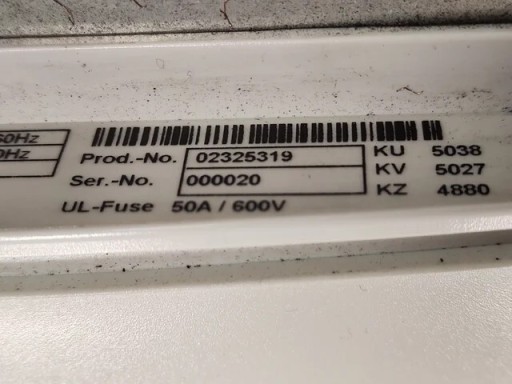 60Hz
0Hz
Prod.-No. 02325319 KU 5038
Ser.-No. 000020 KV 5027
KZ 4880
UL-Fuse 50A / 600V